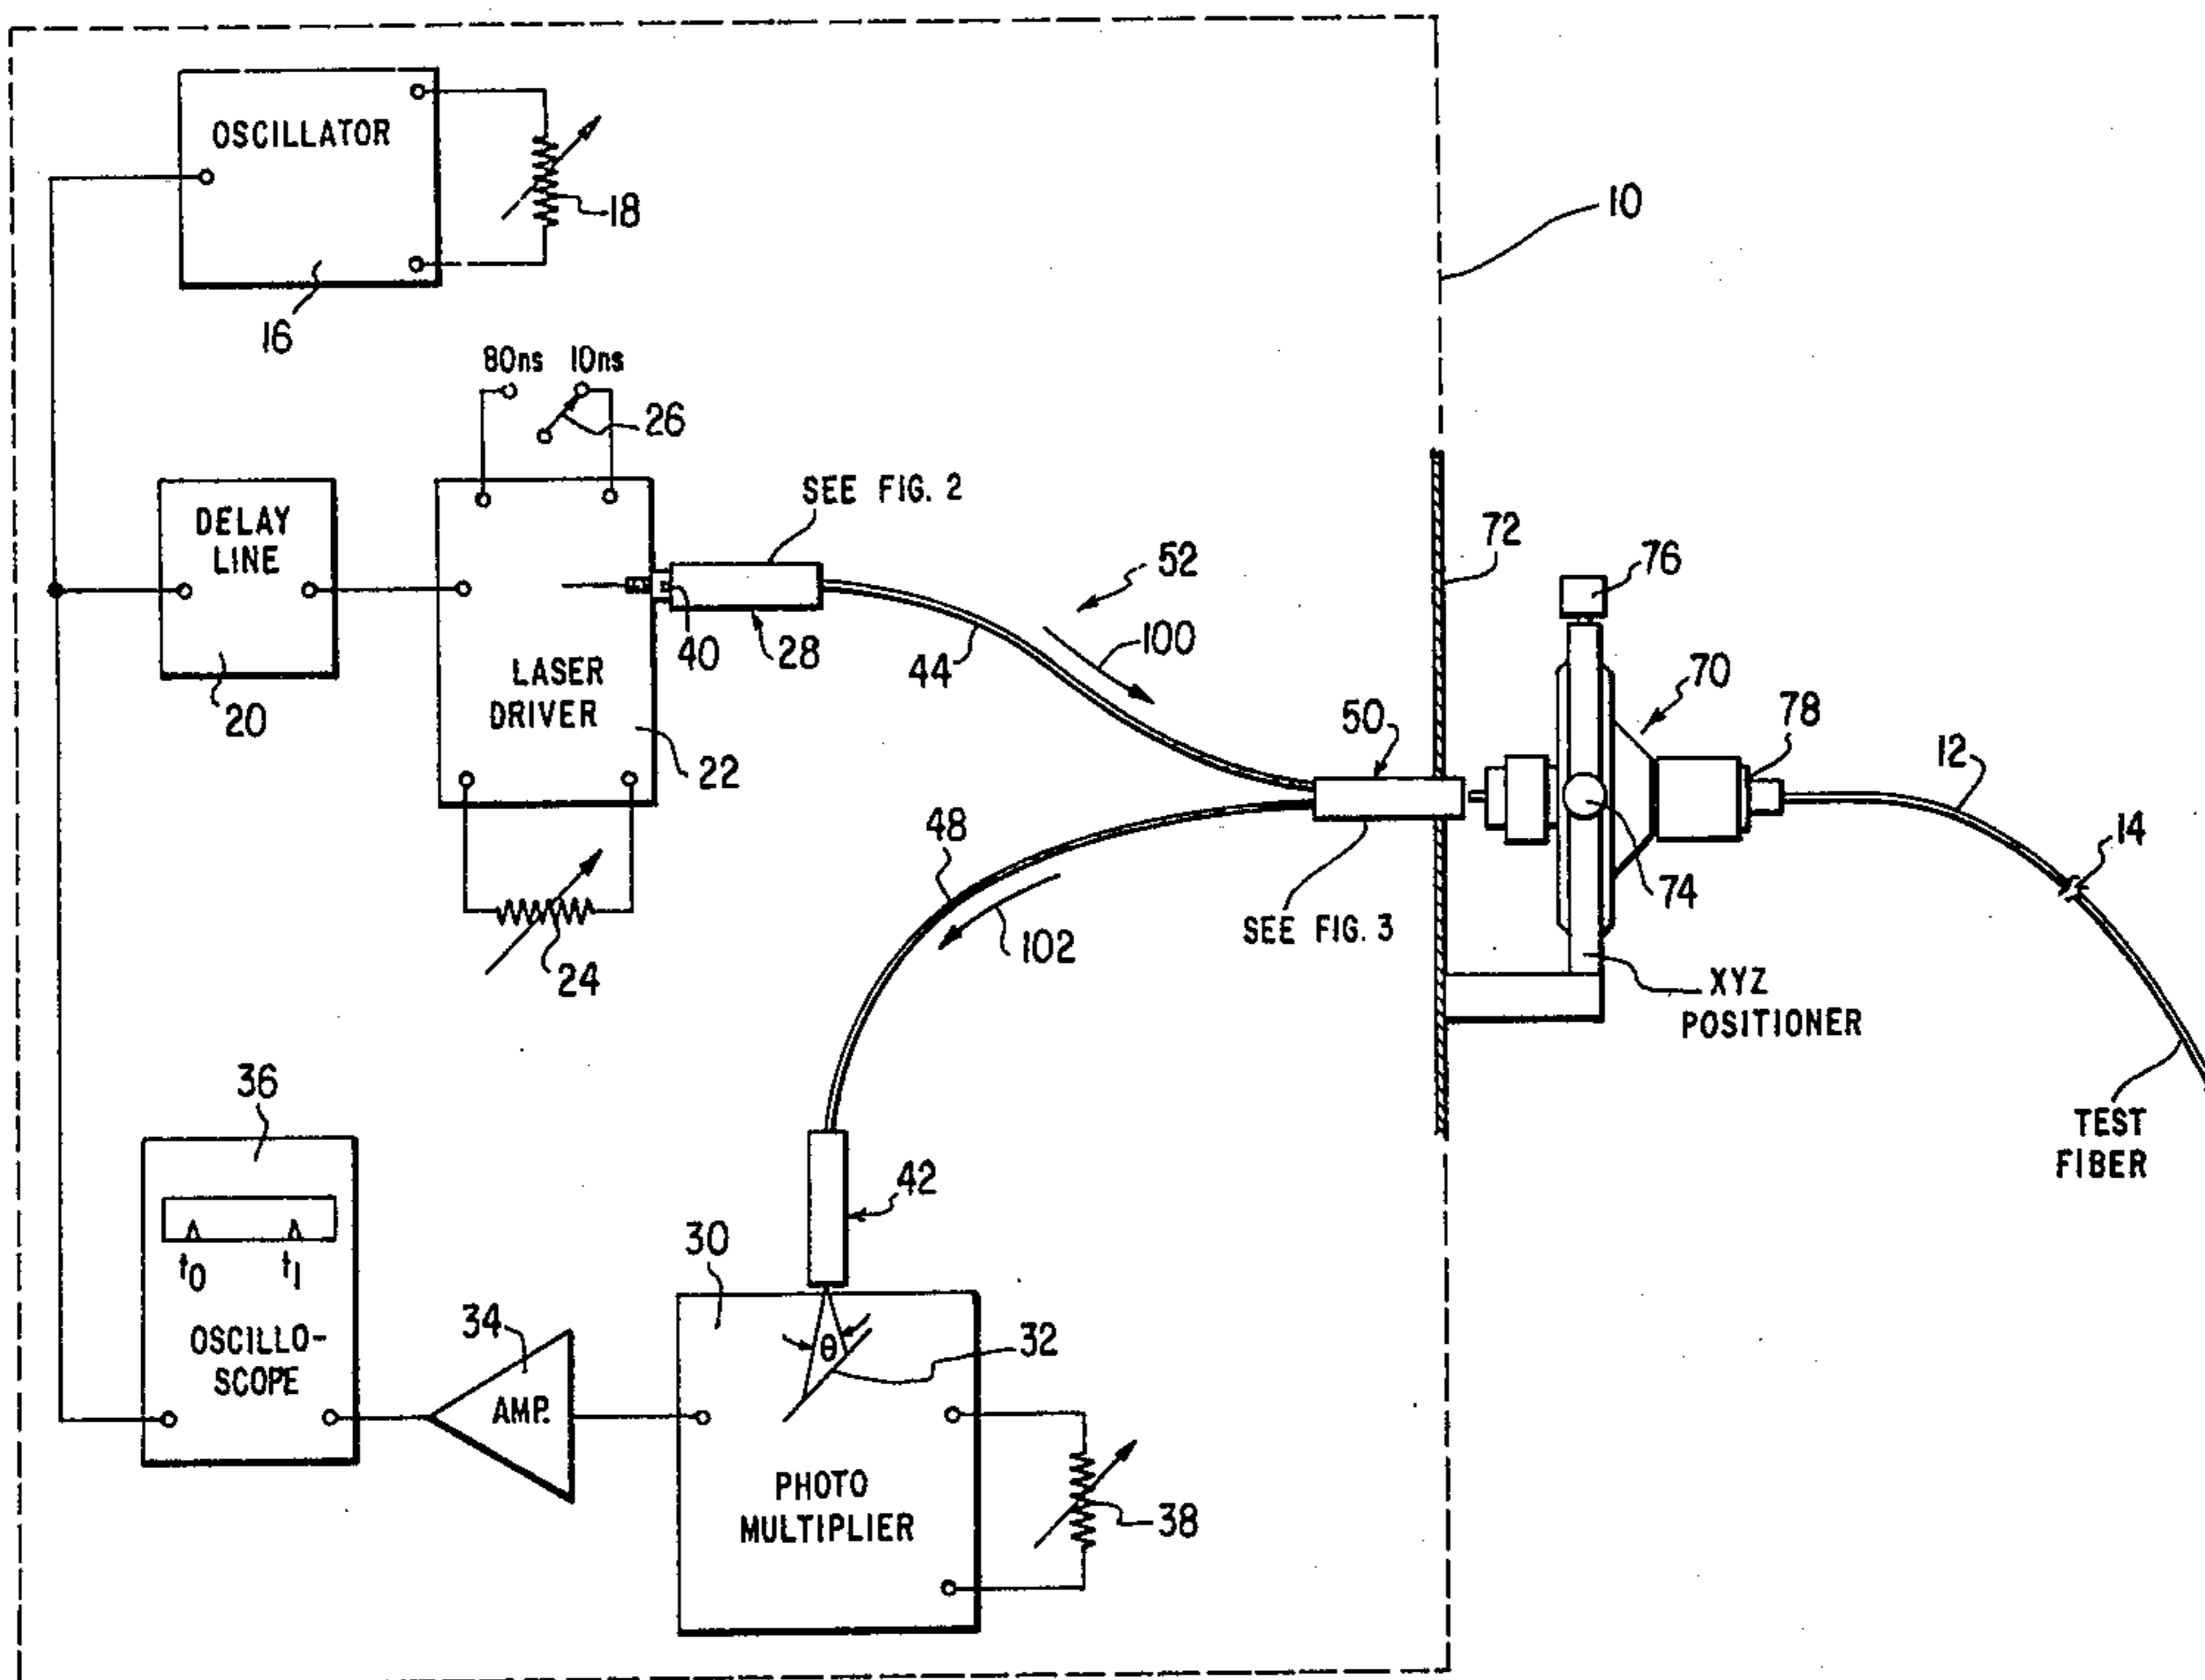 OSCILLATOR
18
10
16
80ns 10ns
26
SEE FIG. 2
DELAY
LINE
52
72
76
40
28
44
100
LASER
DRIVER
70
20
22
50
78
12
14
48
74
SEE FIG. 3
24
102
XYZ
POSITIONER
36
TEST
FIBER
42
30
t0 t1
34
θ
32
OSCILLO-
SCOPE
AMP.
PHOTO
MULTIPLIER
38